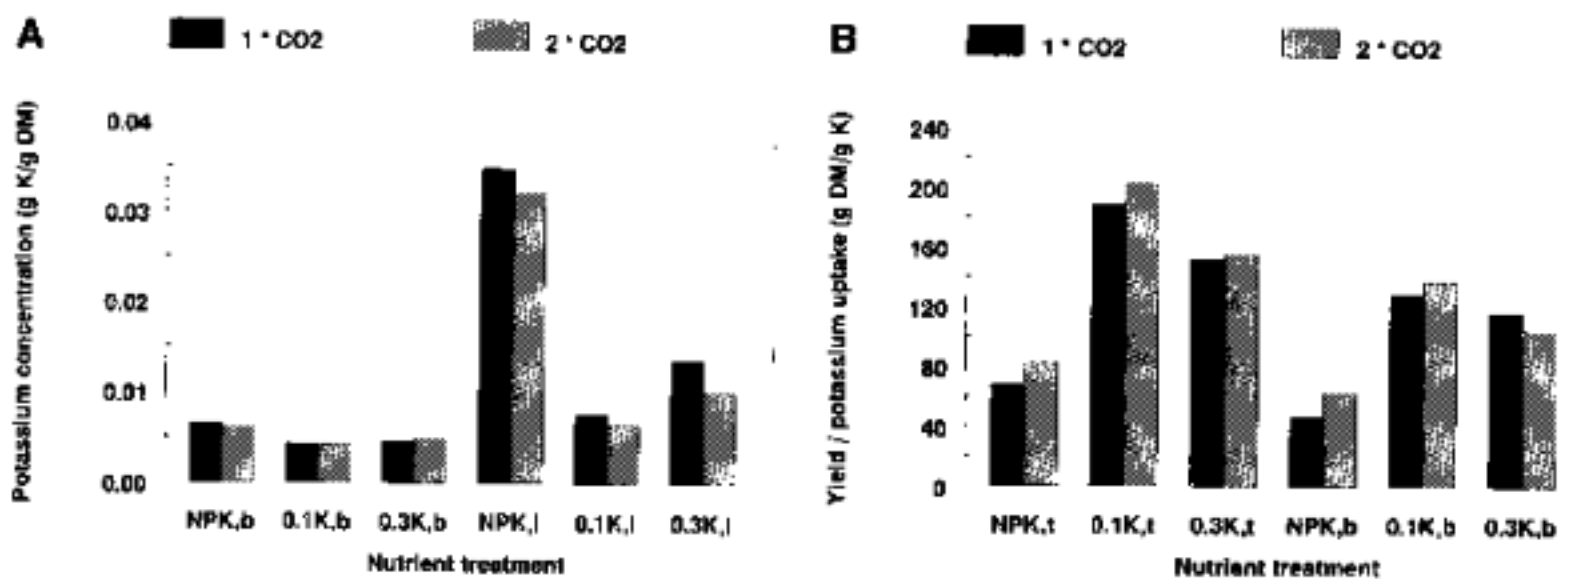 A
1 * CO2
2 * CO2
Potassium concentration (g K/g DM)
0.04
0.03
0.02
0.01
0.00
NPK,b 0.1K,b 0.3K,b NPK,l 0.1K,l 0.3K,l
Nutrient treatment
B
1 * CO2
2 * CO2
Yield / potassium uptake (g DM/g K)
240
200
160
120
80
40
0
NPK,t 0.1K,t 0.3K,t NPK,b 0.1K,b 0.3K,b
Nutrient treatment